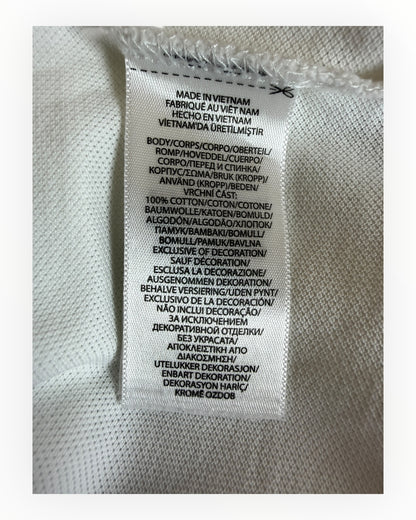 MADE IN VIETNAM
FABRIQUÉ AU VIÊT NAM
HECHO EN VIETNAM
VİETNAM'DA ÜRETİLMİŞTİR
BODY/CORPS/CORPO/OBERTEIL/
ROMP/HOVEDDEL/CUERPO/
CORPO/ПЕРЕД И СПИНКА/
КОРПУС/ΣΩΜΑ/BRUK (KROPP)/
ANVÄND (KROPP)/BEDEN/
VRCHNÍ ČÁST:
100% COTTON/COTON/COTONE/
BAUMWOLLE/KATOEN/BOMULD/
ALGODÓN/ALGODÃO/ХЛОПОК/
ПАМУК/ΒΑΜΒΑΚΙ/BOMULL/
BOMULL/PAMUK/BAVLNA
EXCLUSIVE OF DECORATION/
SAUF DÉCORATION/
ESCLUSA LA DECORAZIONE/
AUSGENOMMEN DEKORATION/
BEHALVE VERSIERING/UDEN PYNT/
EXCLUSIVO DE LA DECORACIÓN/
NÃO INCLUI DECORAÇÃO/
ЗА ИСКЛЮЧЕНИЕМ
ДЕКОРАТИВНОЙ ОТДЕЛКИ/
БЕЗ УКРАСАТА/
ΑΠΟΚΛΕΙΣΤΙΚΗ ΑΠΟ
ΔΙΑΚΟΣΜΗΣΗ/
UTELUKKER DEKORASJON/
ENBART DEKORATION/
DEKORASYON HARİÇ/
KROMĚ OZDOB